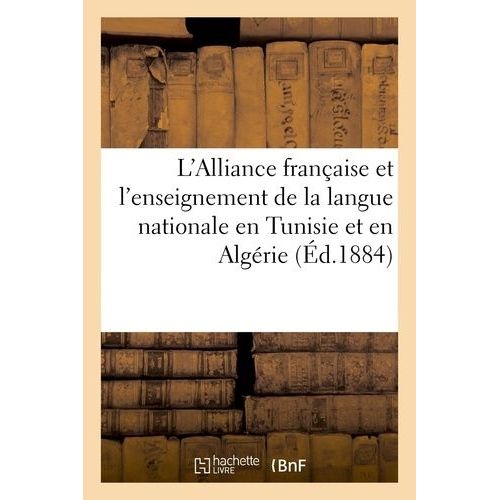 L'Alliance française et
l'enseignement de la langue
nationale en Tunisie et en
Algérie (Éd.1884)
hachette
LIVRE
{BnF